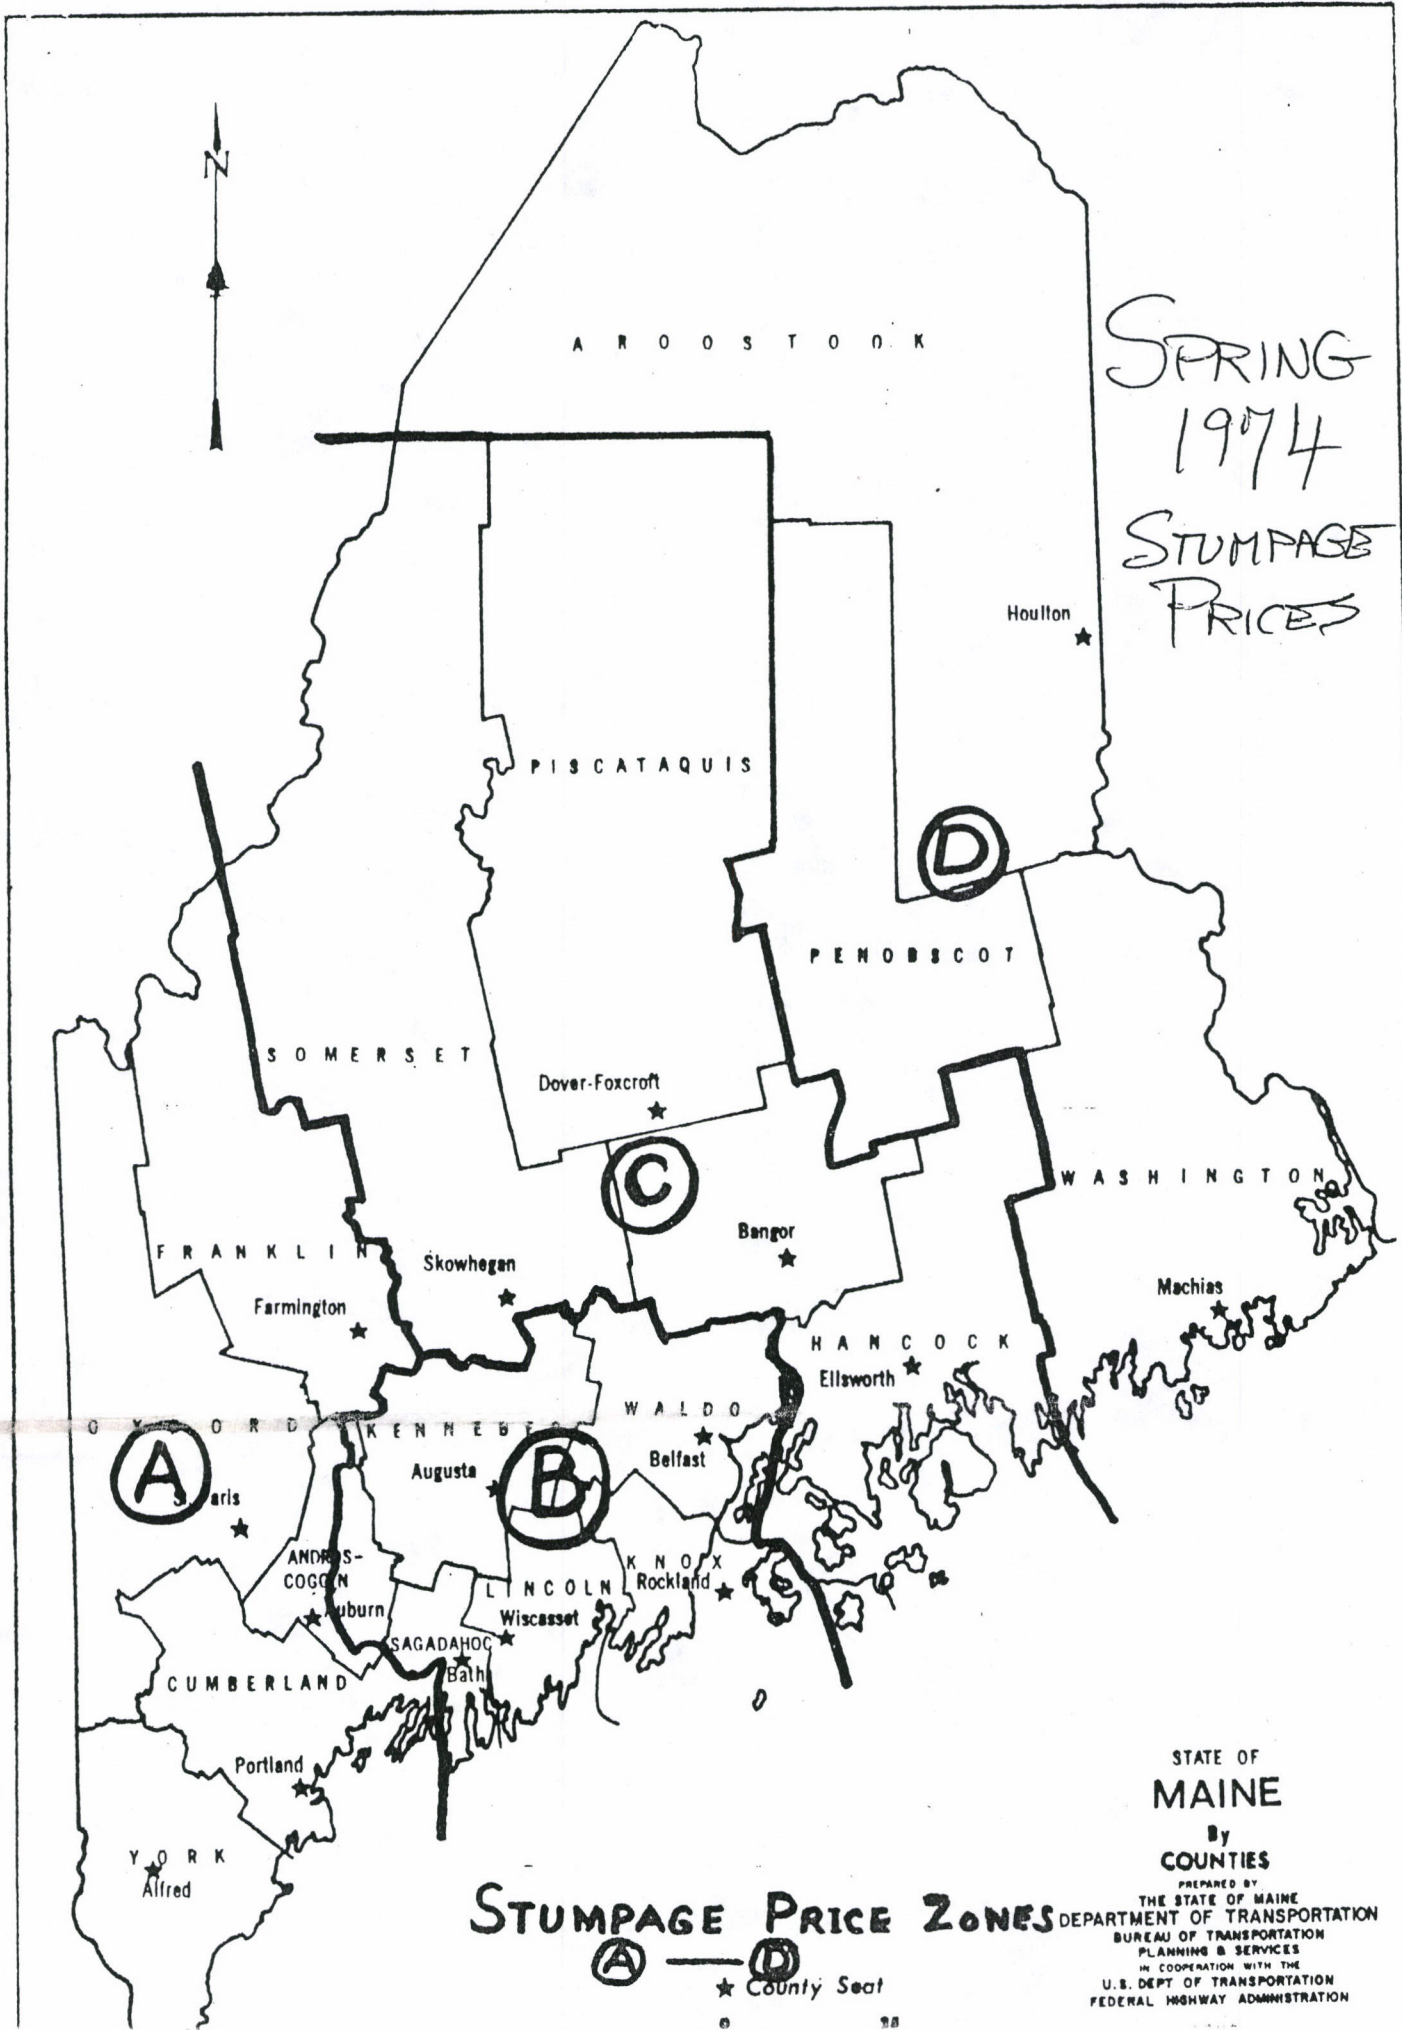 N
A R O O S T O O K
SPRING
1974
STUMPAGE
PRICES
Houlton
PISCATAQUIS
D
PENOBSCOT
SOMERSET
Dover-Foxcroft
C
WASHINGTON
Bangor
FRANKLIN
Skowhegan
Machias
Farmington
HANCOCK
Ellsworth
WALDO
KENNEBE
Belfast
Augusta
A
B
ANDROS-
COGGIN
KNOX
Rockland
LINCOLN
Auburn
Wiscasset
SAGADAHOC
Bath
CUMBERLAND
Portland
YORK
Alfred
STATE OF
MAINE
By
COUNTIES
PREPARED BY
THE STATE OF MAINE
DEPARTMENT OF TRANSPORTATION
BUREAU OF TRANSPORTATION
PLANNING & SERVICES
IN COOPERATION WITH THE
U.S. DEPT OF TRANSPORTATION
FEDERAL HIGHWAY ADMINISTRATION
STUMPAGE PRICE ZONES
A — D
★ County Seat
0